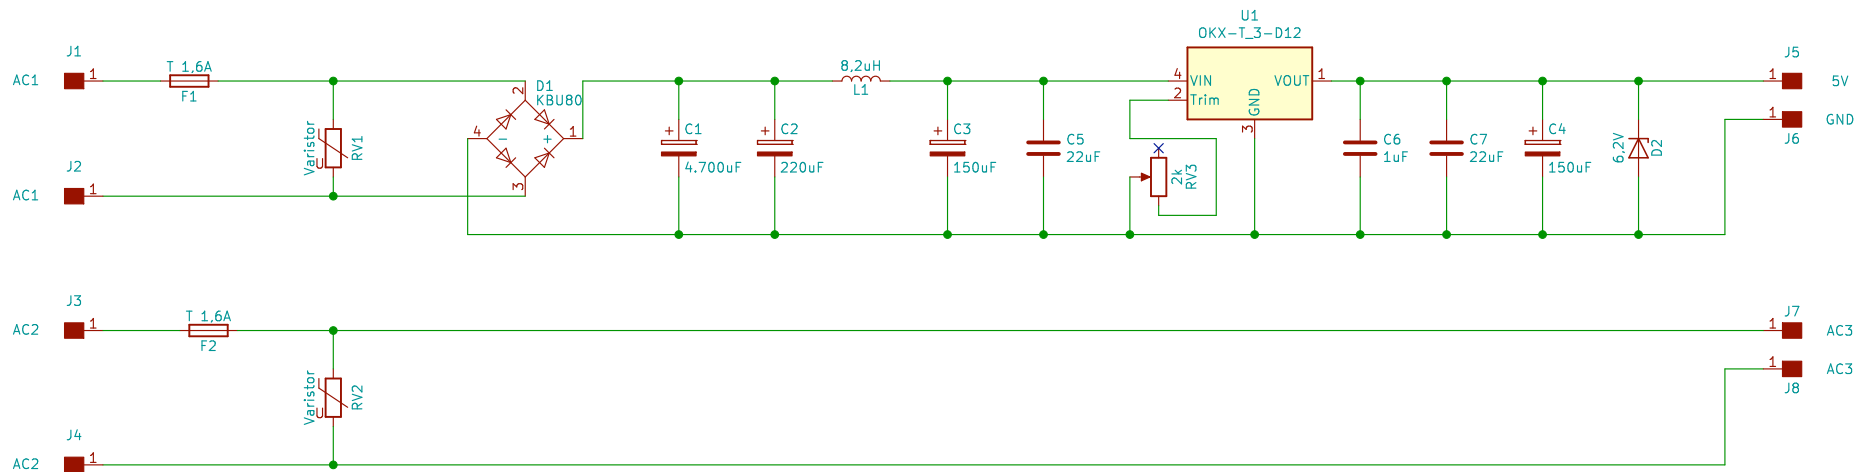 U1
OKX-T_3-D12
J1
AC1
1
T 1,6A
F1
D1
KBU80
2
4
1
3
-
+
Varistor
U
RV1
J2
AC1
1
+
C1
4.700uF
+
C2
220uF
8,2uH
L1
+
C3
150uF
C5
22uF
4
VIN
2
Trim
VOUT
1
GND
3
2k
RV3
C6
1uF
C7
22uF
+
C4
150uF
6,2V
D2
J5
1
5V
1
GND
J6
J3
AC2
1
T 1,6A
F2
Varistor
U
RV2
J4
AC2
1
J7
1
AC3
1
AC3
J8